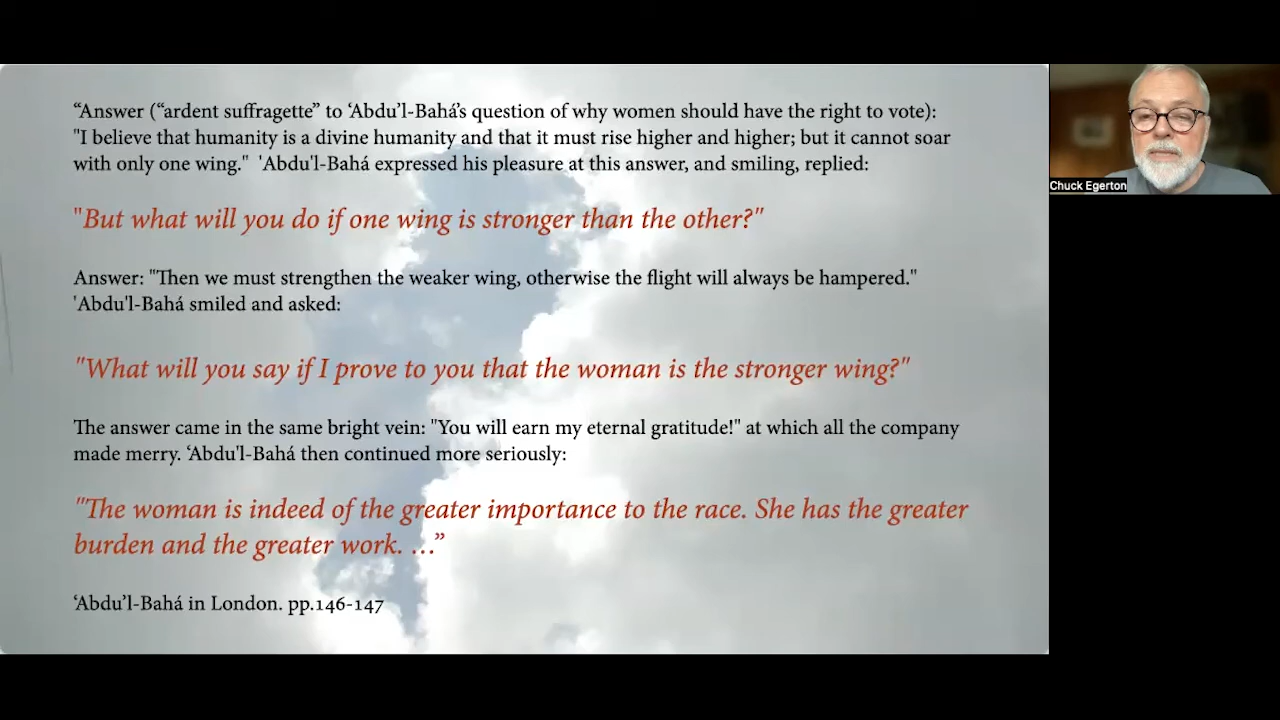 “Answer (“ardent suffragette” to ‘Abdu’l-Bahá’s question of why women should have the right to vote):
"I believe that humanity is a divine humanity and that it must rise higher and higher; but it cannot soar
with only one wing." 'Abdu'l-Bahá expressed his pleasure at this answer, and smiling, replied:
"But what will you do if one wing is stronger than the other?"
Answer: "Then we must strengthen the weaker wing, otherwise the flight will always be hampered."
'Abdu'l-Bahá smiled and asked:
"What will you say if I prove to you that the woman is the stronger wing?"
The answer came in the same bright vein: "You will earn my eternal gratitude!" at which all the company
made merry. ‘Abdu'l-Bahá then continued more seriously:
"The woman is indeed of the greater importance to the race. She has the greater
burden and the greater work. …”
‘Abdu’l-Bahá in London. pp.146-147
Chuck Egerton